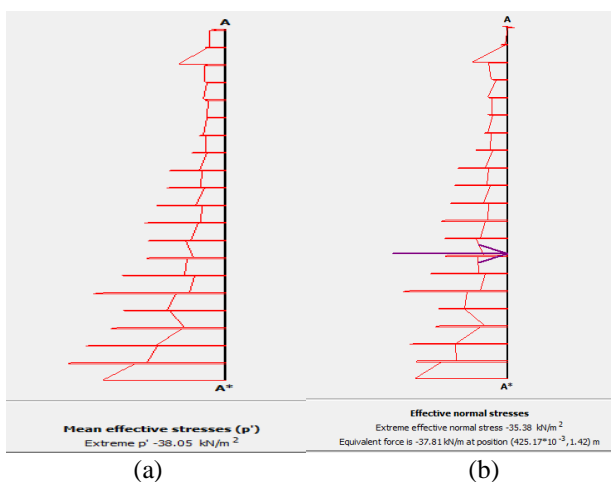 A
A
A*
A*
Mean effective stresses (p')
Extreme p' -38.05 kN/m²
Effective normal stresses
Extreme effective normal stress -35.38 kN/m²
Equivalent force is -37.81 kN/m at position (425.17*10⁻³, 1.42) m
(a)
(b)